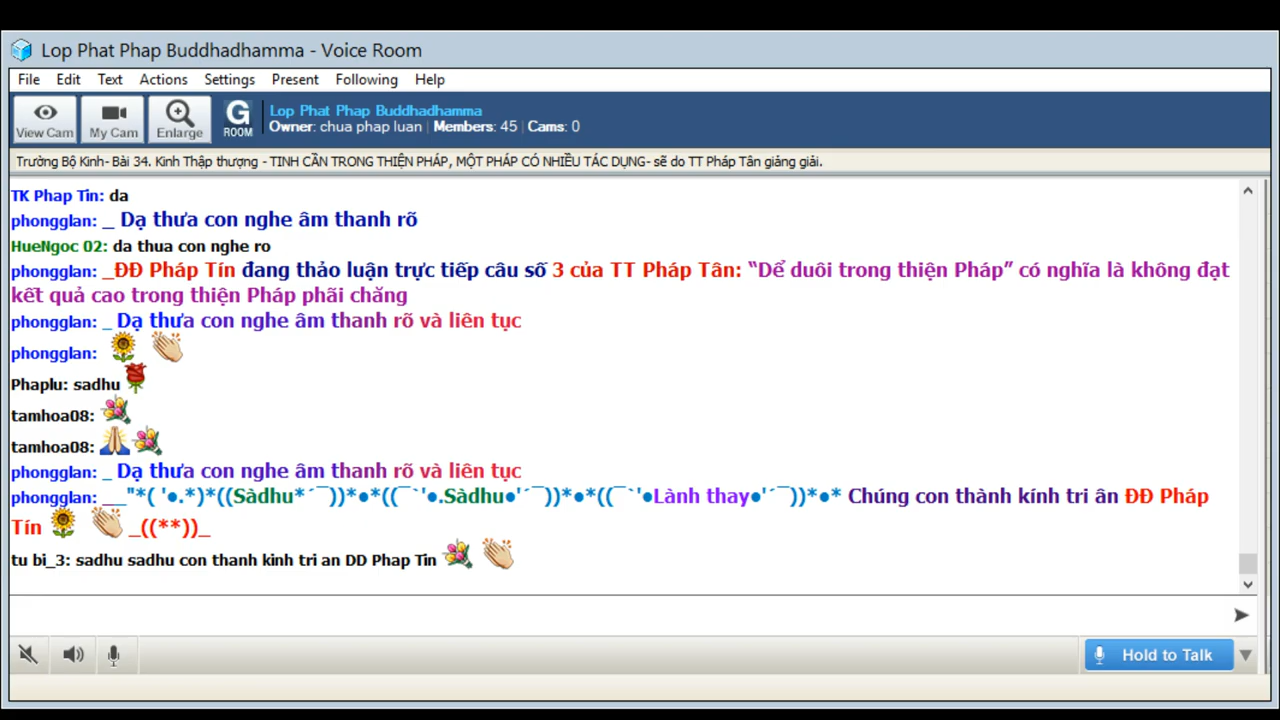 Lop Phat Phap Buddhadhamma - Voice Room
File Edit Text Actions Settings Present Following Help
View Cam My Cam Enlarge G ROOM
Lop Phat Phap Buddhadhamma
Owner: chua phap luan | Members: 45 | Cams: 0
Trường Bộ Kinh- Bài 34. Kinh Thập thượng - TINH CẦN TRONG THIỆN PHÁP, MỘT PHÁP CÓ NHIỀU TÁC DỤNG- sẽ do TT Pháp Tân giảng giải.
TK Phap Tin: da
phongglan: _ Dạ thưa con nghe âm thanh rõ
HueNgoc 02: da thua con nghe ro
phongglan: _ĐĐ Pháp Tín đang thảo luận trực tiếp câu số 3 của TT Pháp Tân: “Dể duôi trong thiện Pháp” có nghĩa là không đạt
kết quả cao trong thiện Pháp phãi chăng
phongglan: _ Dạ thưa con nghe âm thanh rõ và liên tục
phongglan:
Phaplu: sadhu
tamhoa08:
tamhoa08:
phongglan: _ Dạ thưa con nghe âm thanh rõ và liên tục
phongglan: ___"*( '●.*)*((Sàdhu*´¯))*●*((¯`'●.Sàdhu●'´¯))*●*((¯`'●Lành thay●'´¯))*●* Chúng con thành kính tri ân ĐĐ Pháp
Tín _((**))_
tu bi_3: sadhu sadhu con thanh kinh tri an DD Phap Tin
Hold to Talk